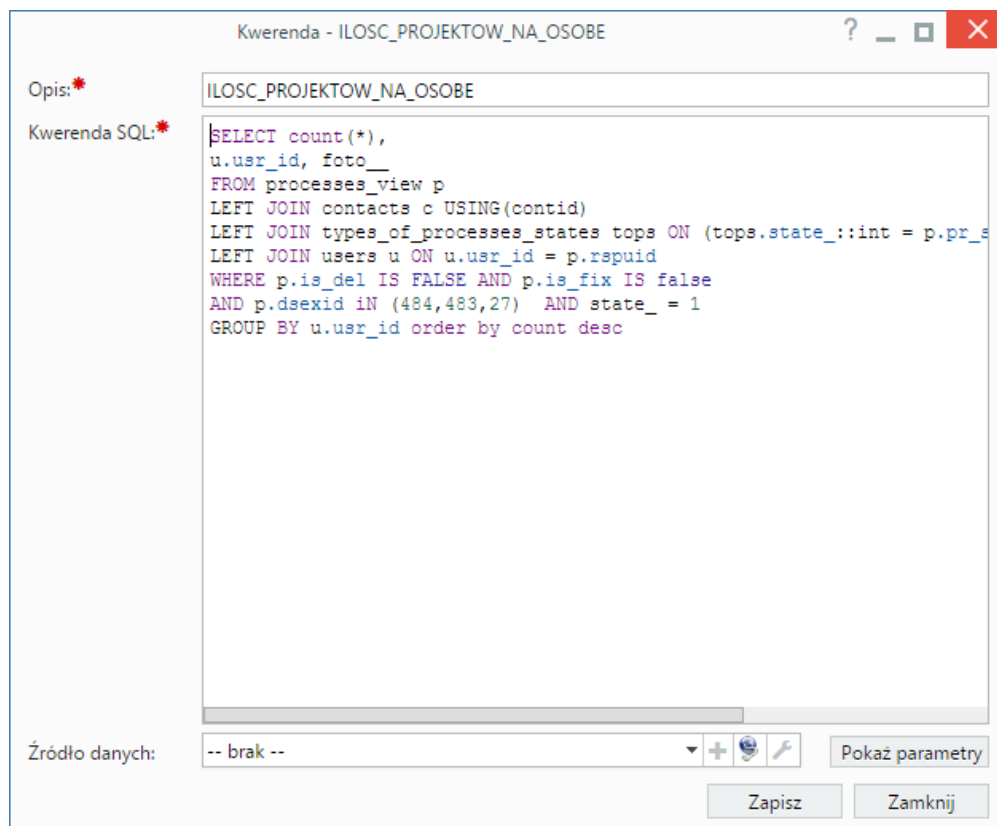 Kwerenda - ILOSC_PROJEKTOW_NA_OSOBE
?
Opis:*
ILOSC_PROJEKTOW_NA_OSOBE
Kwerenda SQL:*
SELECT count(*),
u.usr_id, foto__
FROM processes_view p
LEFT JOIN contacts c USING(contid)
LEFT JOIN types_of_processes_states tops ON (tops.state_::int = p.pr_s
LEFT JOIN users u ON u.usr_id = p.rspuid
WHERE p.is_del IS FALSE AND p.is_fix IS false
AND p.dsexid iN (484,483,27)  AND state_ = 1
GROUP BY u.usr_id order by count desc
Źródło danych:
-- brak --
Pokaż parametry
Zapisz
Zamknij